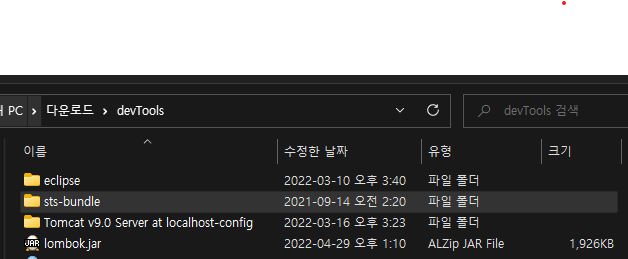 PC > 다운로드 > devTools
devTools 검색
이름 수정한 날짜 유형 크기
eclipse 2022-03-10 오후 3:40 파일 폴더
sts-bundle 2021-09-14 오전 2:20 파일 폴더
Tomcat v9.0 Server at localhost-config 2022-03-16 오후 3:23 파일 폴더
JAR lombok.jar 2022-04-29 오후 1:10 ALZip JAR File 1,926KB